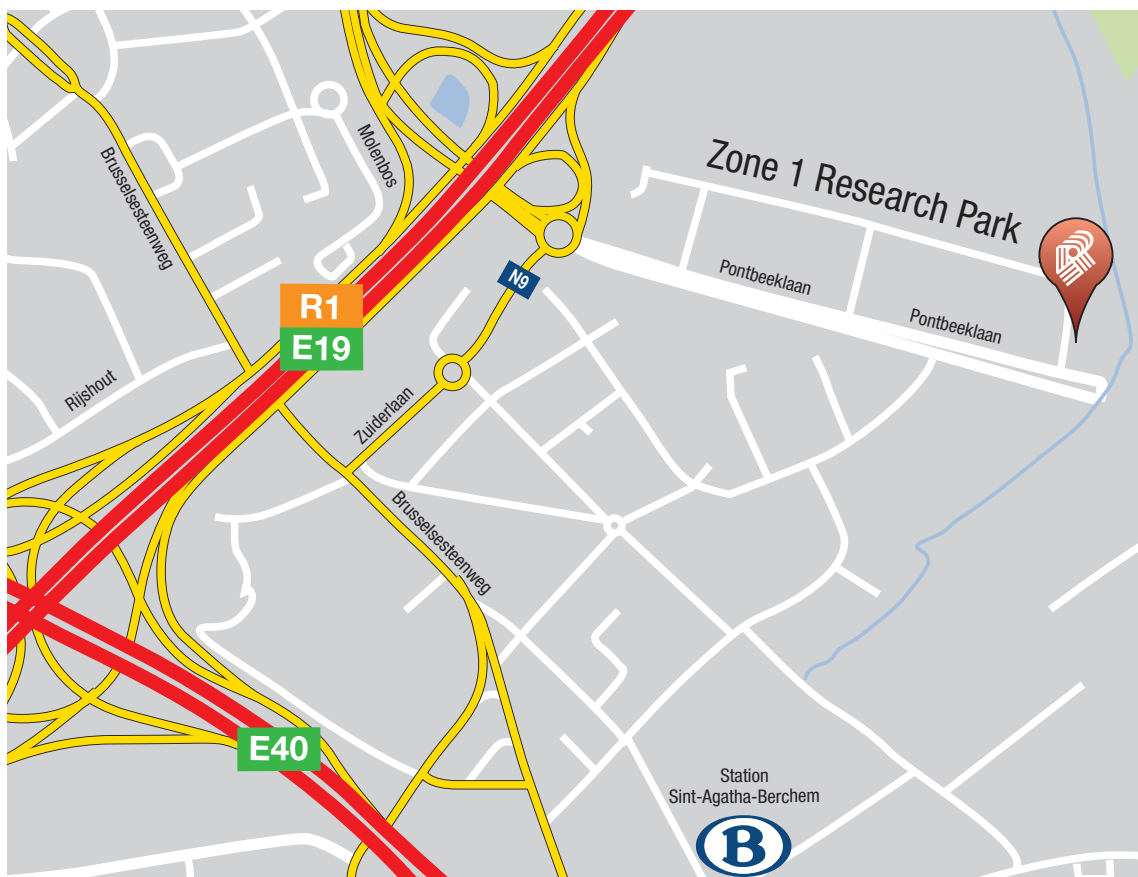 Zone 1 Research Park
Molenbos
Brusselsesteenweg
N9
Pontbeeklaan
Pontbeeklaan
R1
E19
Rijshout
Zuiderlaan
Brusselsesteenweg
E40
Station
Sint-Agatha-Berchem
B